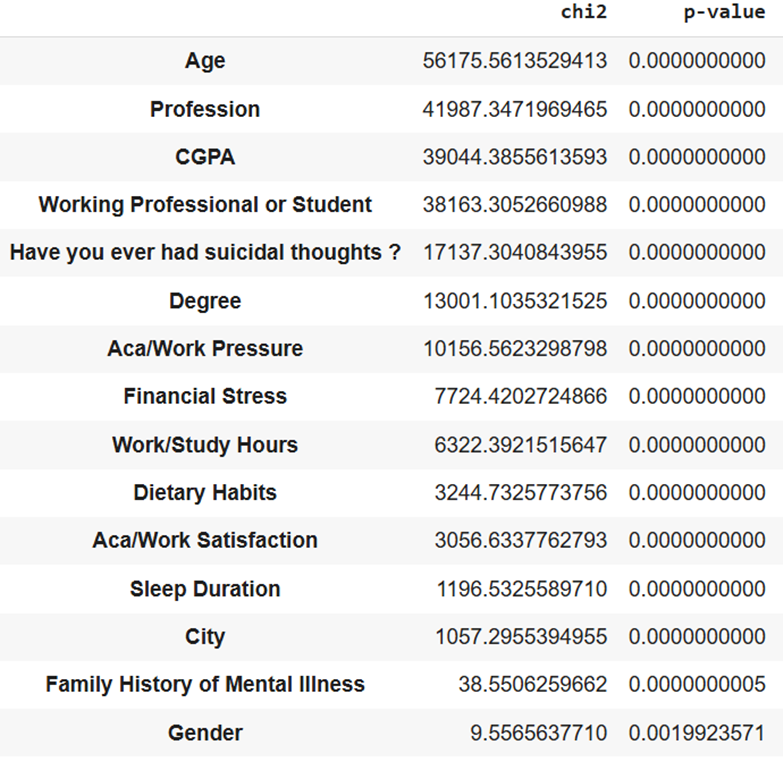 chi2 p-value
Age 56175.5613529413 0.0000000000
Profession 41987.3471969465 0.0000000000
CGPA 39044.3855613593 0.0000000000
Working Professional or Student 38163.3052660988 0.0000000000
Have you ever had suicidal thoughts ? 17137.3040843955 0.0000000000
Degree 13001.1035321525 0.0000000000
Aca/Work Pressure 10156.5623298798 0.0000000000
Financial Stress 7724.4202724866 0.0000000000
Work/Study Hours 6322.3921515647 0.0000000000
Dietary Habits 3244.7325773756 0.0000000000
Aca/Work Satisfaction 3056.6337762793 0.0000000000
Sleep Duration 1196.5325589710 0.0000000000
City 1057.2955394955 0.0000000000
Family History of Mental Illness 38.5506259662 0.0000000005
Gender 9.5565637710 0.0019923571